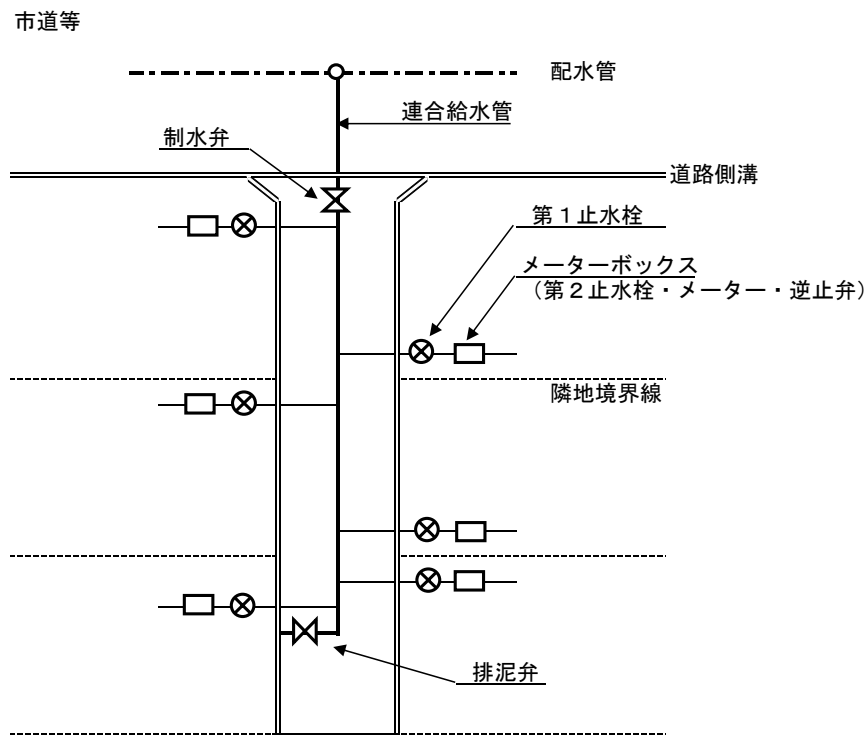 市道等
配水管
連合給水管
制水弁
道路側溝
第１止水栓
メーターボックス
（第２止水栓・メーター・逆止弁）
隣地境界線
排泥弁